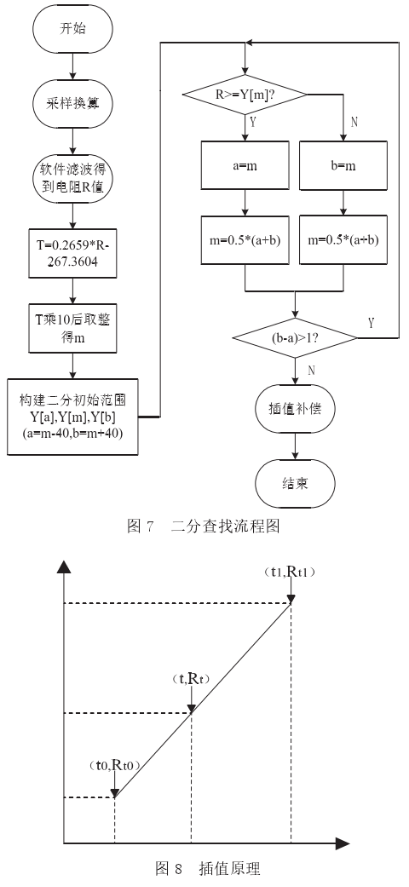 开始
采样换算
软件滤波得
到电阻R值
T=0.2659*R-
267.3604
T乘10后取整
得m
构建二分初始范围
Y[a],Y[m],Y[b]
(a=m-40,b=m+40)
R>=Y[m]?
Y
N
a=m
b=m
m=0.5*(a+b)
m=0.5*(a+b)
(b-a)>1?
Y
N
插值补偿
结束
图 7 二分查找流程图
(t1,Rt1)
(t,Rt)
(t0,Rt0)
图 8 插值原理